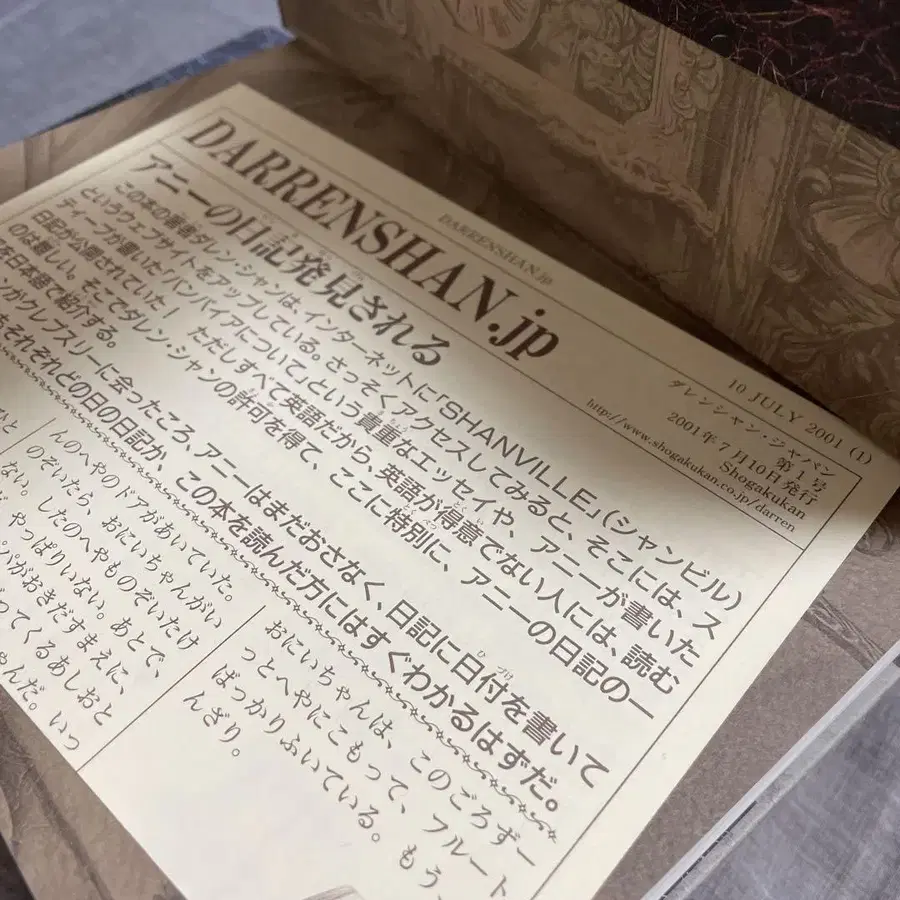 DARRENSHAN.jp
10 JULY 2001 (1)
DARRENSHAN.jp
ダレンシャン・ジャパン
第1号
2001年7月10日発行
Shogakukan
http://www.shogakukan.co.jp/darren
アニーの日記発見される
この本の著者ダレン・シャンは、インターネットに「SHANVILLE」(シャンビル)
というウェブサイトをアップしている。さっそくアクセスしてみると、そこには、ス
ティーブが書いた「バンパイアについて」という貴重なエッセイや、アニーが書いた
日記が公開されていた! ただしすべて英語だから、英語が得意でない人には、読む
のは難しい。そこでダレン・シャンの許可を得て、ここに特別に、アニーの日記の一
を日本語で紹介する。
ンがクレプスリーに会ったころ、アニーはまだおさなく、日記に日付を書いて
それぞれどの日の日記か、この本を読んだ方にはすぐわかるはずだ。
んのへやのドアがあいていた。
のぞいたら、おにいちゃんがい
ない。したのへやものぞいたけ
やっぱりいない。あとで、
パパがおきだすまえに、
ってくるあしおと
ゃんだ。いっ
おにいちゃんは、このごろずー
っとへやにこもって、フルート
ばっかりふいている。もう、
んざり。